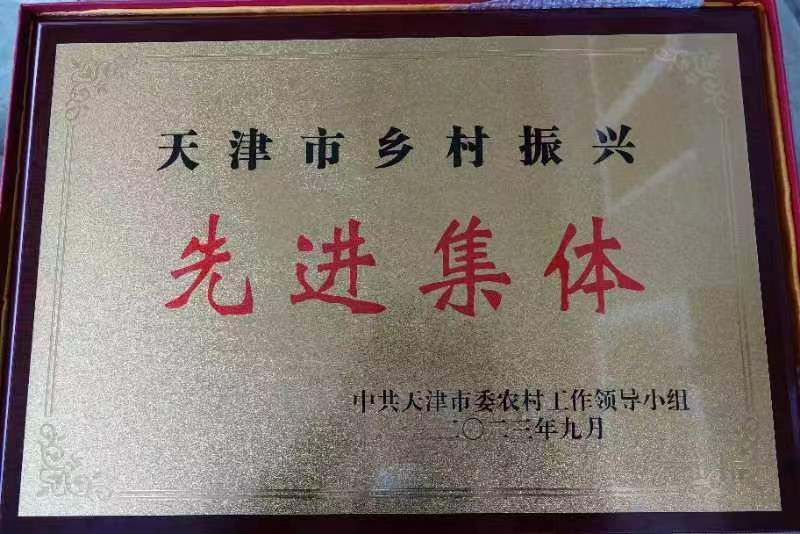 天津市乡村振兴
先进集体
中共天津市委农村工作领导小组
二〇二三年九月